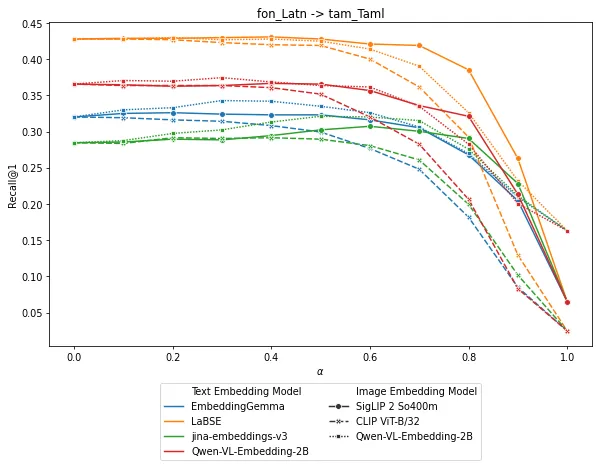 fon_Latn -> tam_Taml
0.45
0.40
0.35
0.30
0.25
0.20
0.15
0.10
0.05
Recall@1
0.0 0.2 0.4 0.6 0.8 1.0
α
Text Embedding Model
EmbeddingGemma
LaBSE
jina-embeddings-v3
Qwen-VL-Embedding-2B
Image Embedding Model
SigLIP 2 So400m
CLIP ViT-B/32
Qwen-VL-Embedding-2B